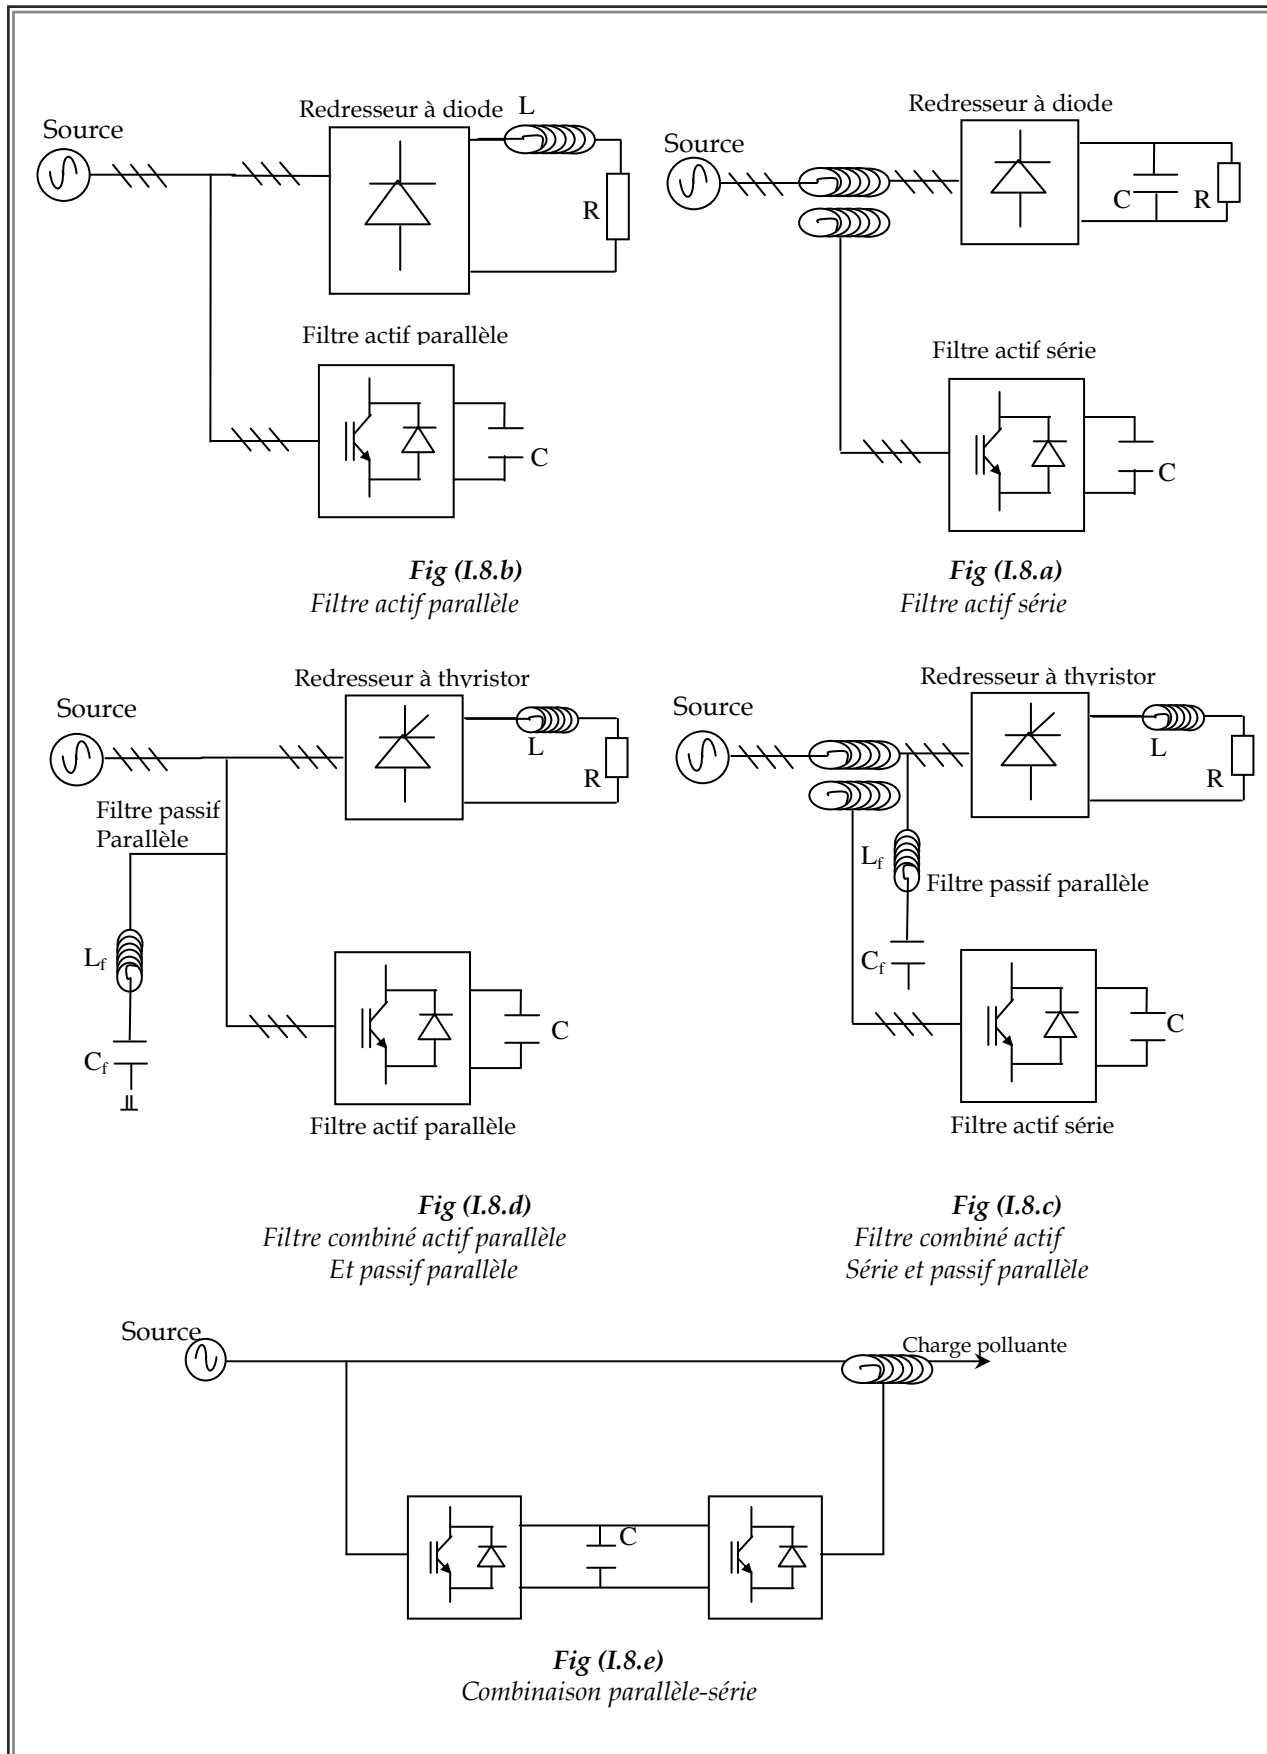 Redresseur à diode
L
Source
R
Filtre actif parallèle
C
Fig (I.8.b)
Filtre actif parallèle
Redresseur à diode
Source
C
R
Filtre actif série
C
Fig (I.8.a)
Filtre actif série
Redresseur à thyristor
Source
L
R
Filtre passif
Parallèle
Lf
Cf
C
Filtre actif parallèle
Fig (I.8.d)
Filtre combiné actif parallèle
Et passif parallèle
Redresseur à thyristor
Source
L
R
Lf
Filtre passif parallèle
Cf
C
Filtre actif série
Fig (I.8.c)
Filtre combiné actif
Série et passif parallèle
Source
Charge polluante
C
Fig (I.8.e)
Combinaison parallèle-série